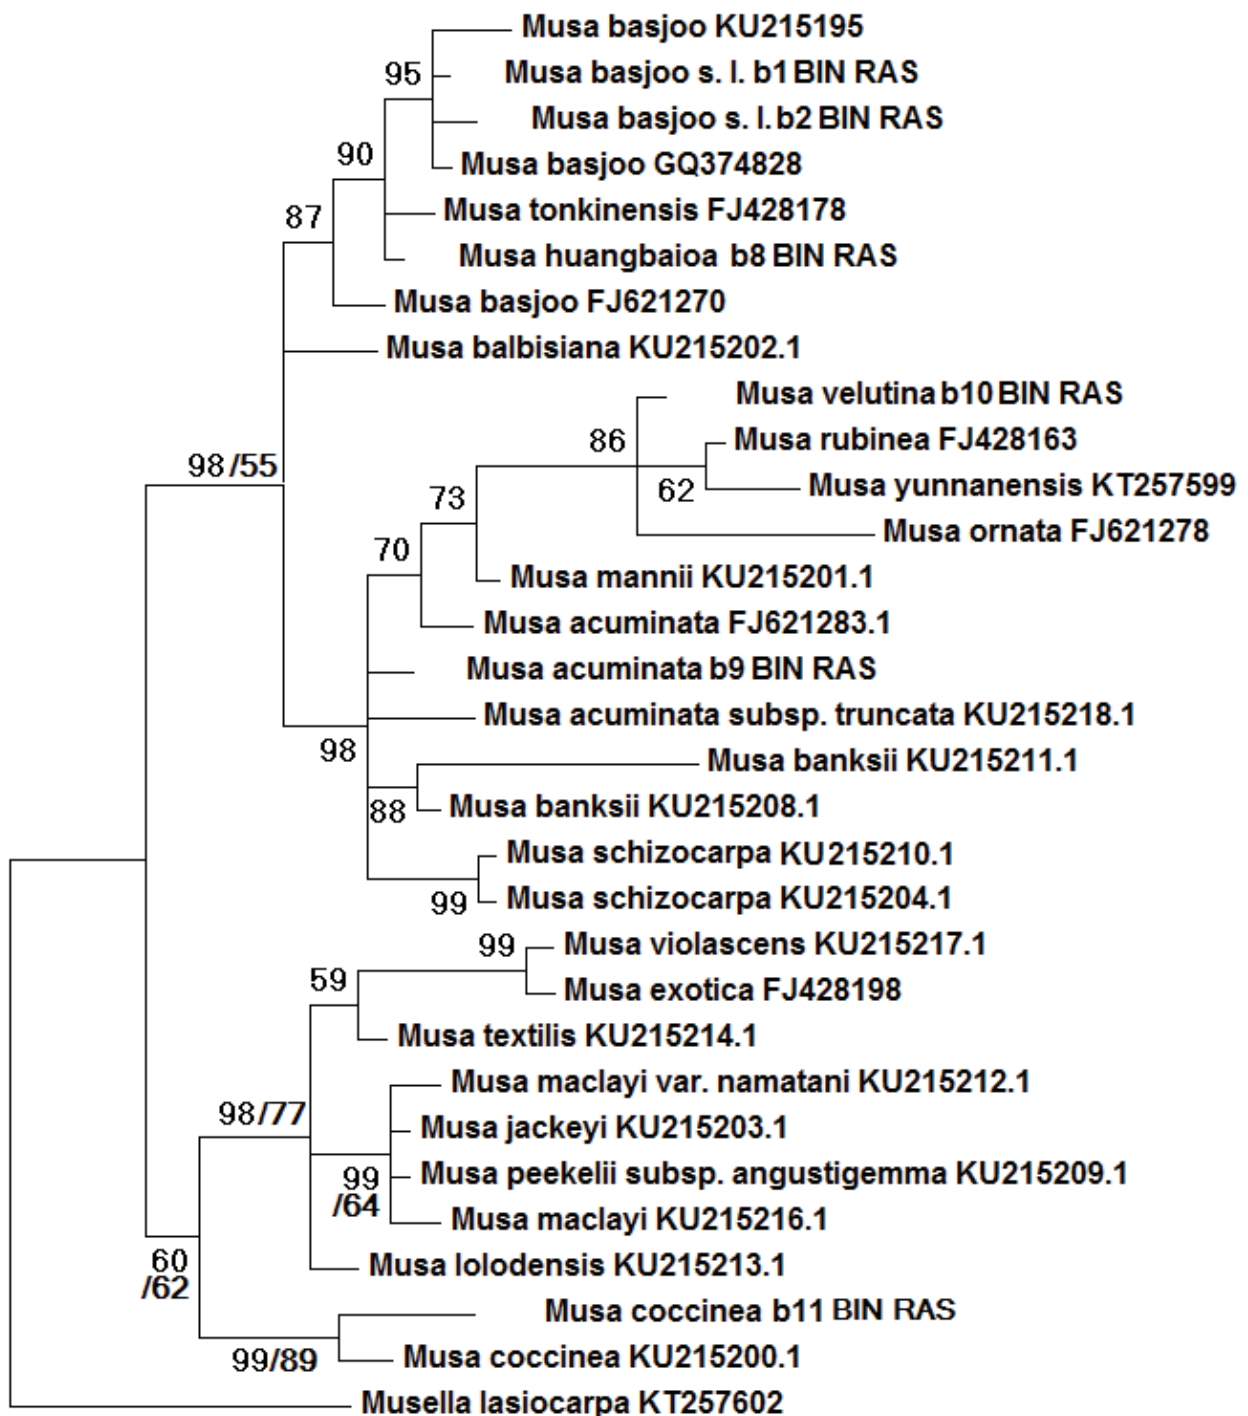 Musa basjoo KU215195
95
Musa basjoo s. l. b1 BIN RAS
Musa basjoo s. l. b2 BIN RAS
90
Musa basjoo GQ374828
87
Musa tonkinensis FJ428178
Musa huangbaioa b8 BIN RAS
Musa basjoo FJ621270
Musa balbisiana KU215202.1
Musa velutina b10 BIN RAS
86
Musa rubinea FJ428163
98/55
62
Musa yunnanensis KT257599
73
Musa ornata FJ621278
70
Musa mannii KU215201.1
Musa acuminata FJ621283.1
Musa acuminata b9 BIN RAS
Musa acuminata subsp. truncata KU215218.1
98
Musa banksii KU215211.1
88
Musa banksii KU215208.1
Musa schizocarpa KU215210.1
99
Musa schizocarpa KU215204.1
99
Musa violascens KU215217.1
59
Musa exotica FJ428198
Musa textilis KU215214.1
Musa maclayi var. namatani KU215212.1
98/77
Musa jackeyi KU215203.1
99
/64
Musa peekelii subsp. angustigemma KU215209.1
Musa maclayi KU215216.1
60
/62
Musa lolodensis KU215213.1
Musa coccinea b11 BIN RAS
99/89
Musa coccinea KU215200.1
Musella lasiocarpa KT257602